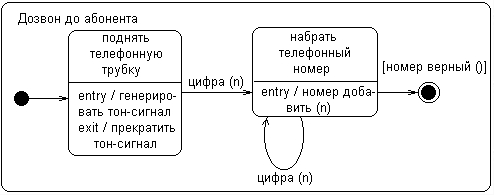 Дозвон до абонента
поднять
телефонную
трубку
entry / генериро-
вать тон-сигнал
exit / прекратить
тон-сигнал
цифра (n)
набрать
телефонный
номер
entry / номер доба-
вить (n)
цифра (n)
[номер верный ()]